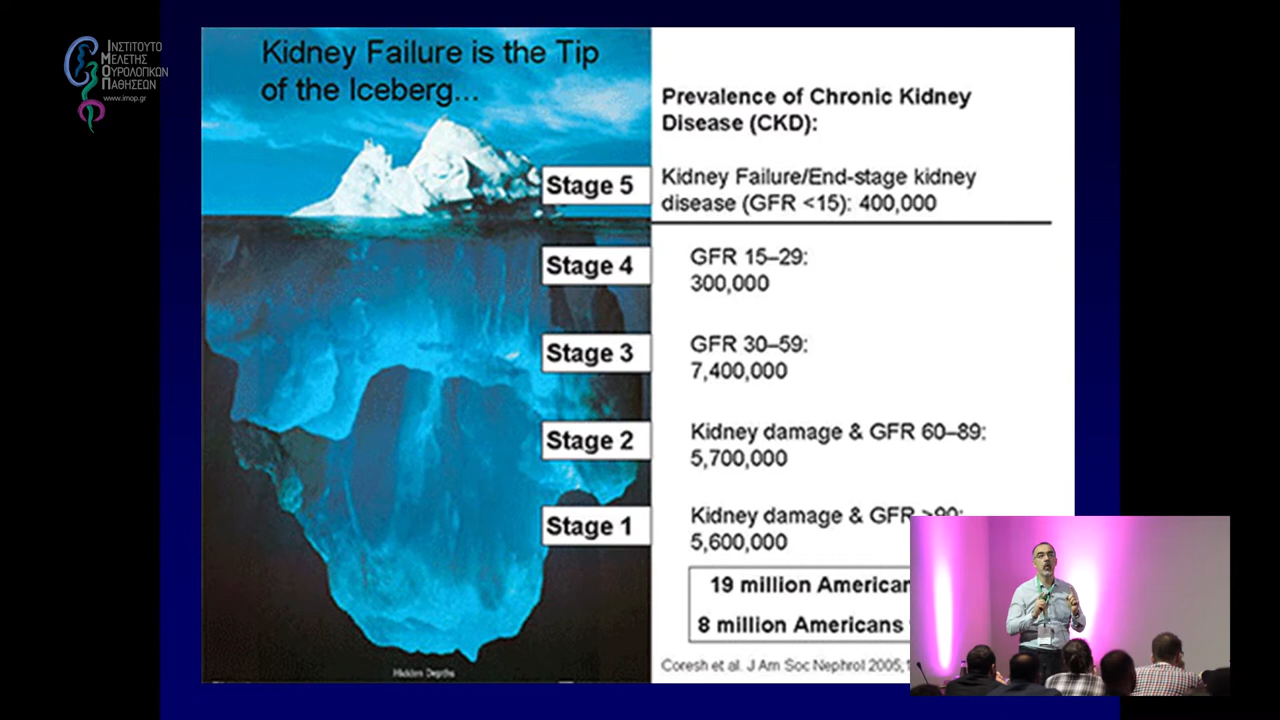 ΙΝΣΤΙΤΟΥΤΟ
ΜΕΛΕΤΗΣ
ΟΥΡΟΛΟΓΙΚΩΝ
ΠΑΘΗΣΕΩΝ
www.imop.gr
Kidney Failure is the Tip
of the Iceberg...
Prevalence of Chronic Kidney
Disease (CKD):
Stage 5
Kidney Failure/End-stage kidney
disease (GFR <15): 400,000
Stage 4
GFR 15–29:
300,000
Stage 3
GFR 30–59:
7,400,000
Stage 2
Kidney damage & GFR 60–89:
5,700,000
Stage 1
Kidney damage & GFR
5,600,000
19 million
8 million Americans
Coresh et al. J Am Soc Nephrol 2005;
Hidden Depths